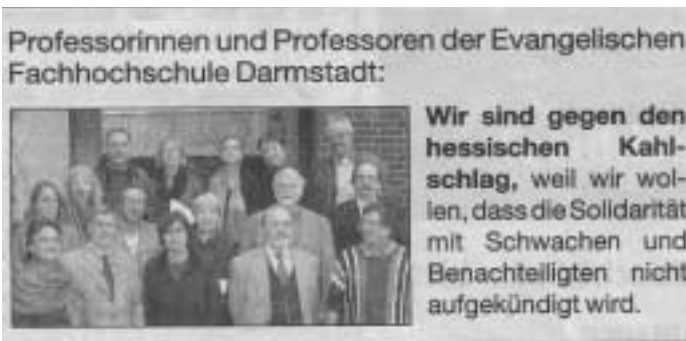 Professorinnen und Professoren der Evangelischen
Fachhochschule Darmstadt:
Wir sind gegen den
hessischen Kahl-
schlag, weil wir wol-
len, dass die Solidarität
mit Schwachen und
Benachteiligten nicht
aufgekündigt wird.